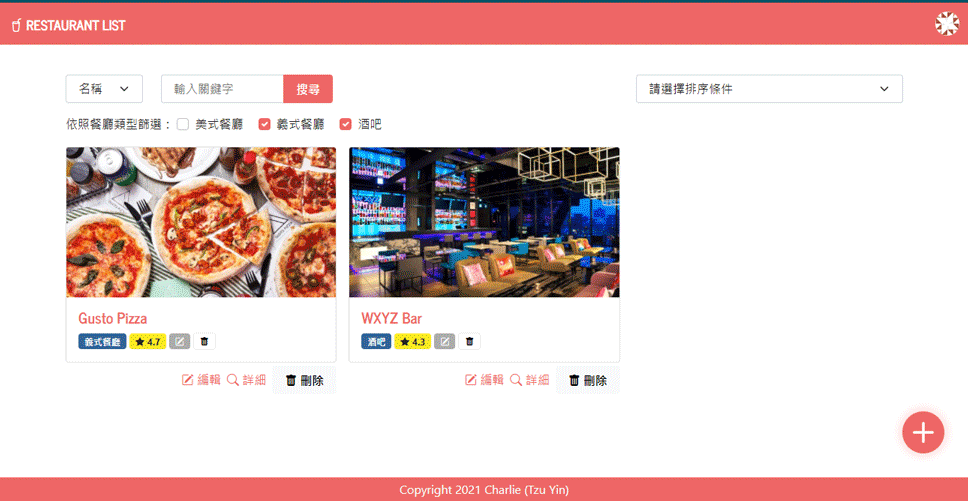 RESTAURANT LIST
名稱 輸入關鍵字 搜尋 請選擇排序條件
依照餐廳類型篩選： 美式餐廳 義式餐廳 酒吧
Gusto Pizza WXYZ Bar
義式餐廳 4.7 酒吧 4.3
編輯 詳細 刪除 編輯 詳細 刪除
Copyright 2021 Charlie (Tzu Yin)